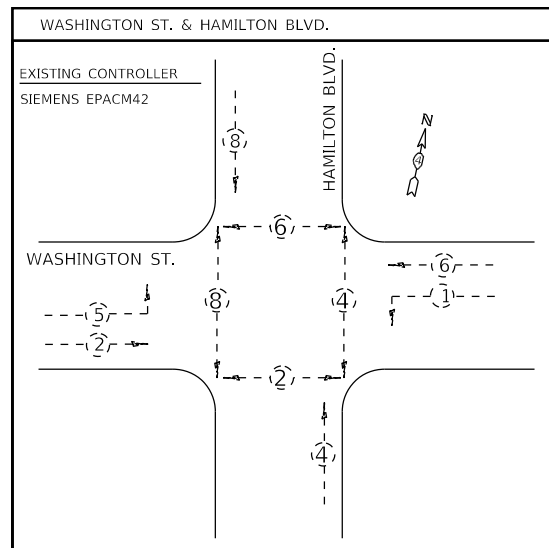 WASHINGTON ST. & HAMILTON BLVD.
EXISTING CONTROLLER
SIEMENS EPACM42
HAMILTON BLVD.
N
4
8
6
WASHINGTON ST.
6
5
8
4
1
2
2
4